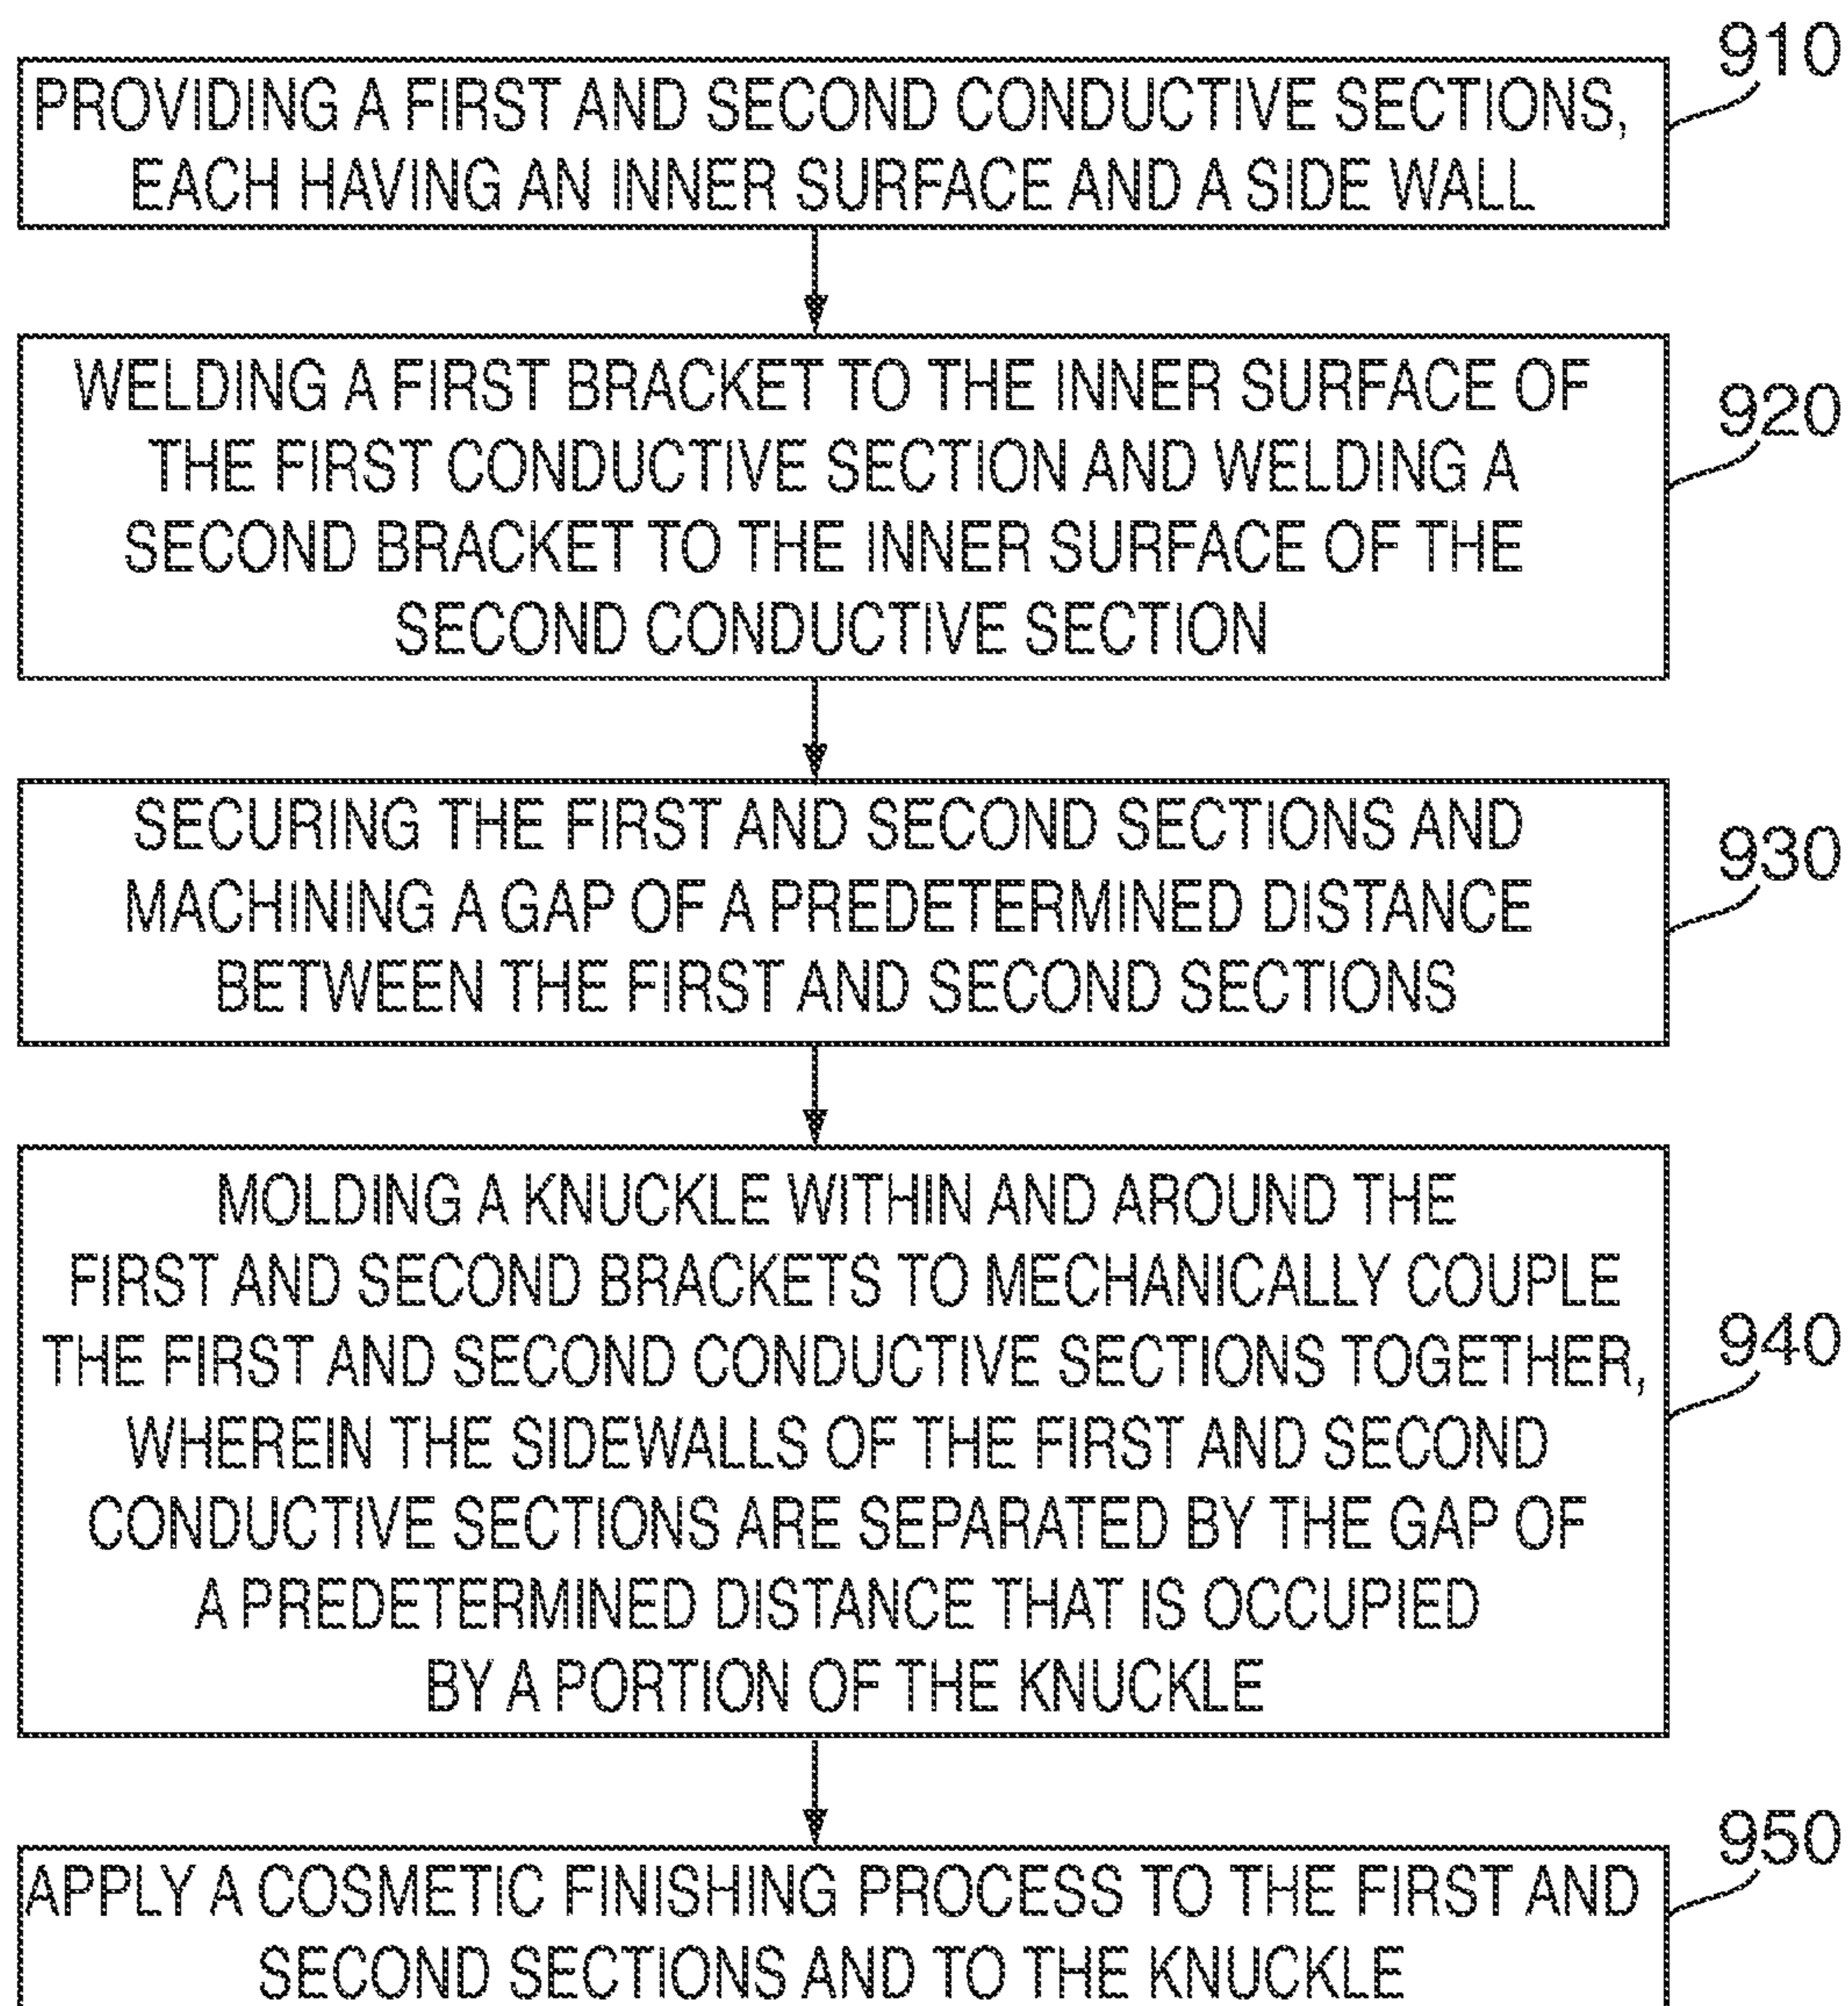 910
PROVIDING A FIRST AND SECOND CONDUCTIVE SECTIONS,
EACH HAVING AN INNER SURFACE AND A SIDE WALL
WELDING A FIRST BRACKET TO THE INNER SURFACE OF
920
THE FIRST CONDUCTIVE SECTION AND WELDING A
SECOND BRACKET TO THE INNER SURFACE OF THE
SECOND CONDUCTIVE SECTION
SECURING THE FIRST AND SECOND SECTIONS AND
930
MACHINING A GAP OF A PREDETERMINED DISTANCE
BETWEEN THE FIRST AND SECOND SECTIONS
MOLDING A KNUCKLE WITHIN AND AROUND THE
FIRST AND SECOND BRACKETS TO MECHANICALLY COUPLE
THE FIRST AND SECOND CONDUCTIVE SECTIONS TOGETHER,
940
WHEREIN THE SIDEWALLS OF THE FIRST AND SECOND
CONDUCTIVE SECTIONS ARE SEPARATED BY THE GAP OF
A PREDETERMINED DISTANCE THAT IS OCCUPIED
BY A PORTION OF THE KNUCKLE
950
APPLY A COSMETIC FINISHING PROCESS TO THE FIRST AND
SECOND SECTIONS AND TO THE KNUCKLE